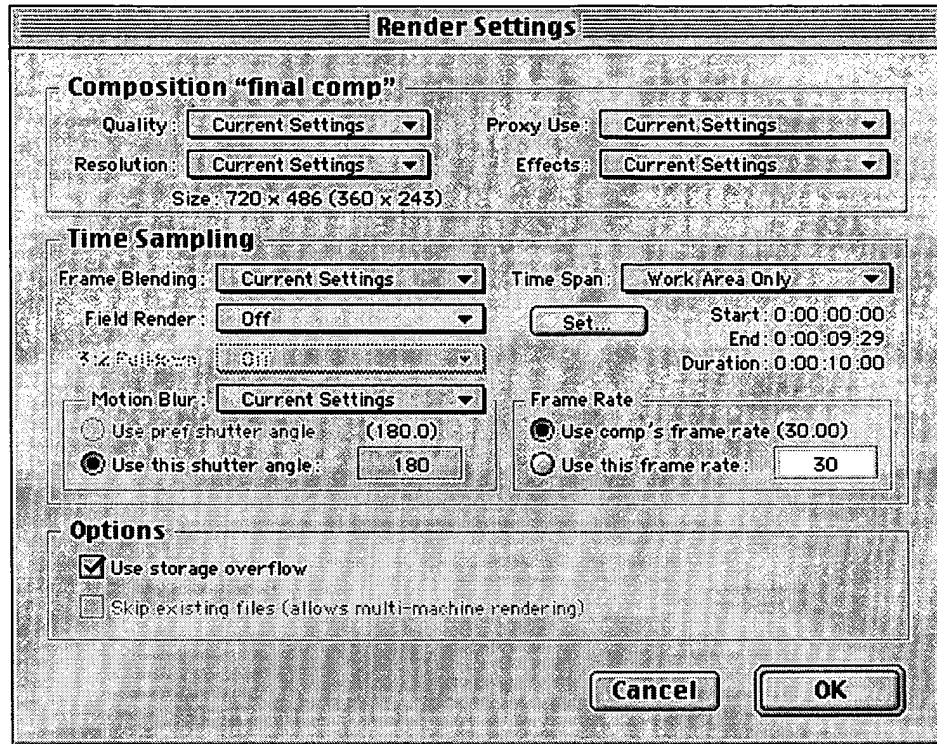 Render Settings
Composition “final comp”
Quality: Current Settings
Proxy Use: Current Settings
Resolution: Current Settings
Effects: Current Settings
Size: 720 x 486 (360 x 243)
Time Sampling
Frame Blending: Current Settings
Time Span: Work Area Only
Field Render: Off
Set...
Start: 0:00:00:00
End: 0:00:09:29
Duration: 0:00:10:00
3:2 Pulldown: Off
Motion Blur: Current Settings
Use pref shutter angle (180.0)
Use this shutter angle: 180
Frame Rate
Use comp's frame rate (30.00)
Use this frame rate: 30
Options
Use storage overflow
Skip existing files (allows multi-machine rendering)
Cancel
OK